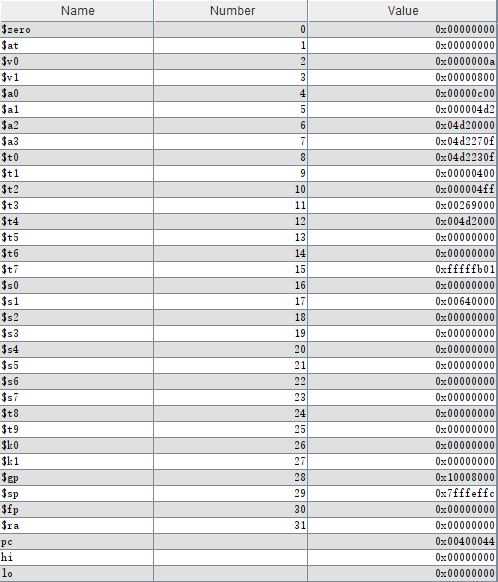 Name Number Value
$zero 0 0x00000000
$at 1 0x00000000
$v0 2 0x0000000a
$v1 3 0x00000800
$a0 4 0x00000c00
$a1 5 0x000004d2
$a2 6 0x04d20000
$a3 7 0x04d2270f
$t0 8 0x04d2230f
$t1 9 0x00000400
$t2 10 0x000004ff
$t3 11 0x00269000
$t4 12 0x004d2000
$t5 13 0x00000000
$t6 14 0x00000000
$t7 15 0xfffffb01
$s0 16 0x00000000
$s1 17 0x00640000
$s2 18 0x00000000
$s3 19 0x00000000
$s4 20 0x00000000
$s5 21 0x00000000
$s6 22 0x00000000
$s7 23 0x00000000
$t8 24 0x00000000
$t9 25 0x00000000
$k0 26 0x00000000
$k1 27 0x00000000
$gp 28 0x10008000
$sp 29 0x7fffeffc
$fp 30 0x00000000
$ra 31 0x00000000
pc 0x00400044
hi 0x00000000
lo 0x00000000